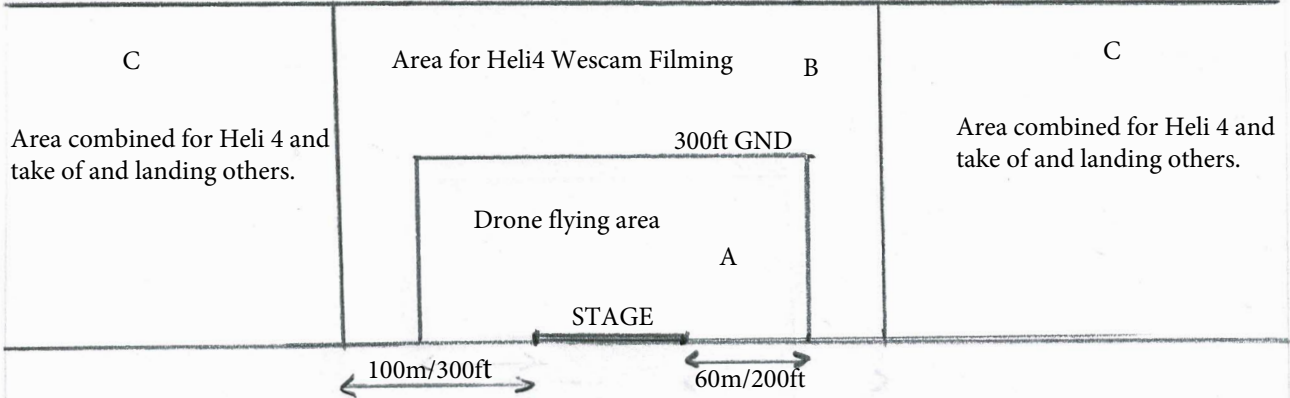 C
Area combined for Heli 4 and
take of and landing others.
Area for Heli4 Wescam Filming
B
300ft GND
Drone flying area
A
STAGE
100m/300ft
60m/200ft
C
Area combined for Heli 4 and
take of and landing others.